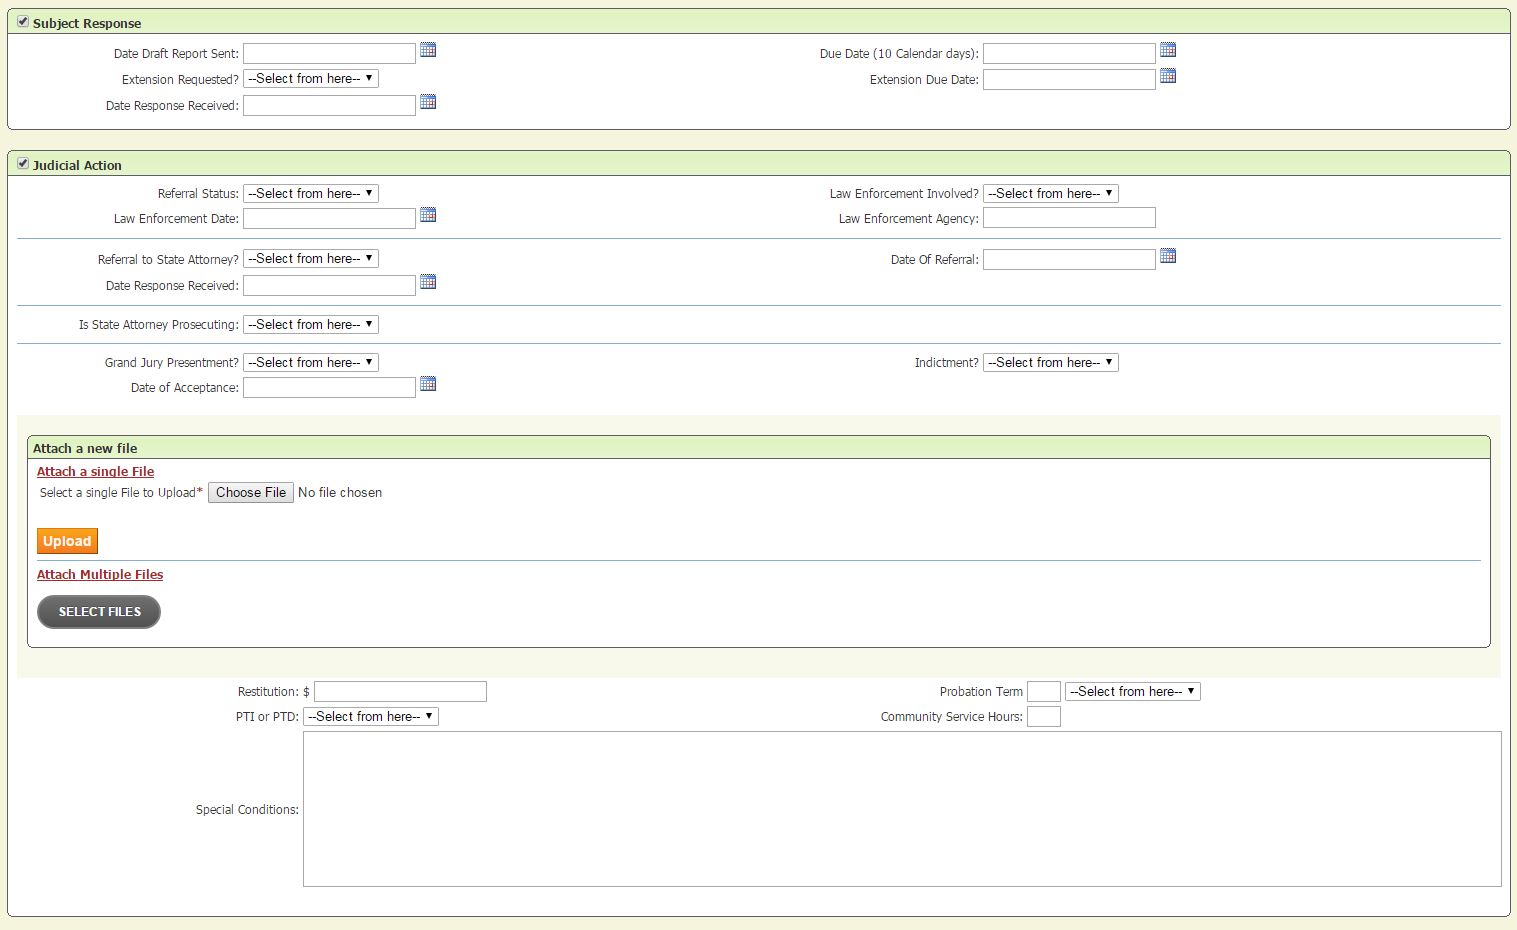 Subject Response
Date Draft Report Sent: Due Date (10 Calendar days):
Extension Requested? --Select from here-- Extension Due Date:
Date Response Received:
Judicial Action
Referral Status: --Select from here-- Law Enforcement Involved? --Select from here--
Law Enforcement Date: Law Enforcement Agency:
Referral to State Attorney? --Select from here-- Date Of Referral:
Date Response Received:
Is State Attorney Prosecuting: --Select from here--
Grand Jury Presentment? --Select from here-- Indictment? --Select from here--
Date of Acceptance:
Attach a new file
Attach a single File
Select a single File to Upload* Choose File No file chosen
Upload
Attach Multiple Files
SELECT FILES
Restitution: $ Probation Term --Select from here--
PTI or PTD: --Select from here-- Community Service Hours:
Special Conditions: